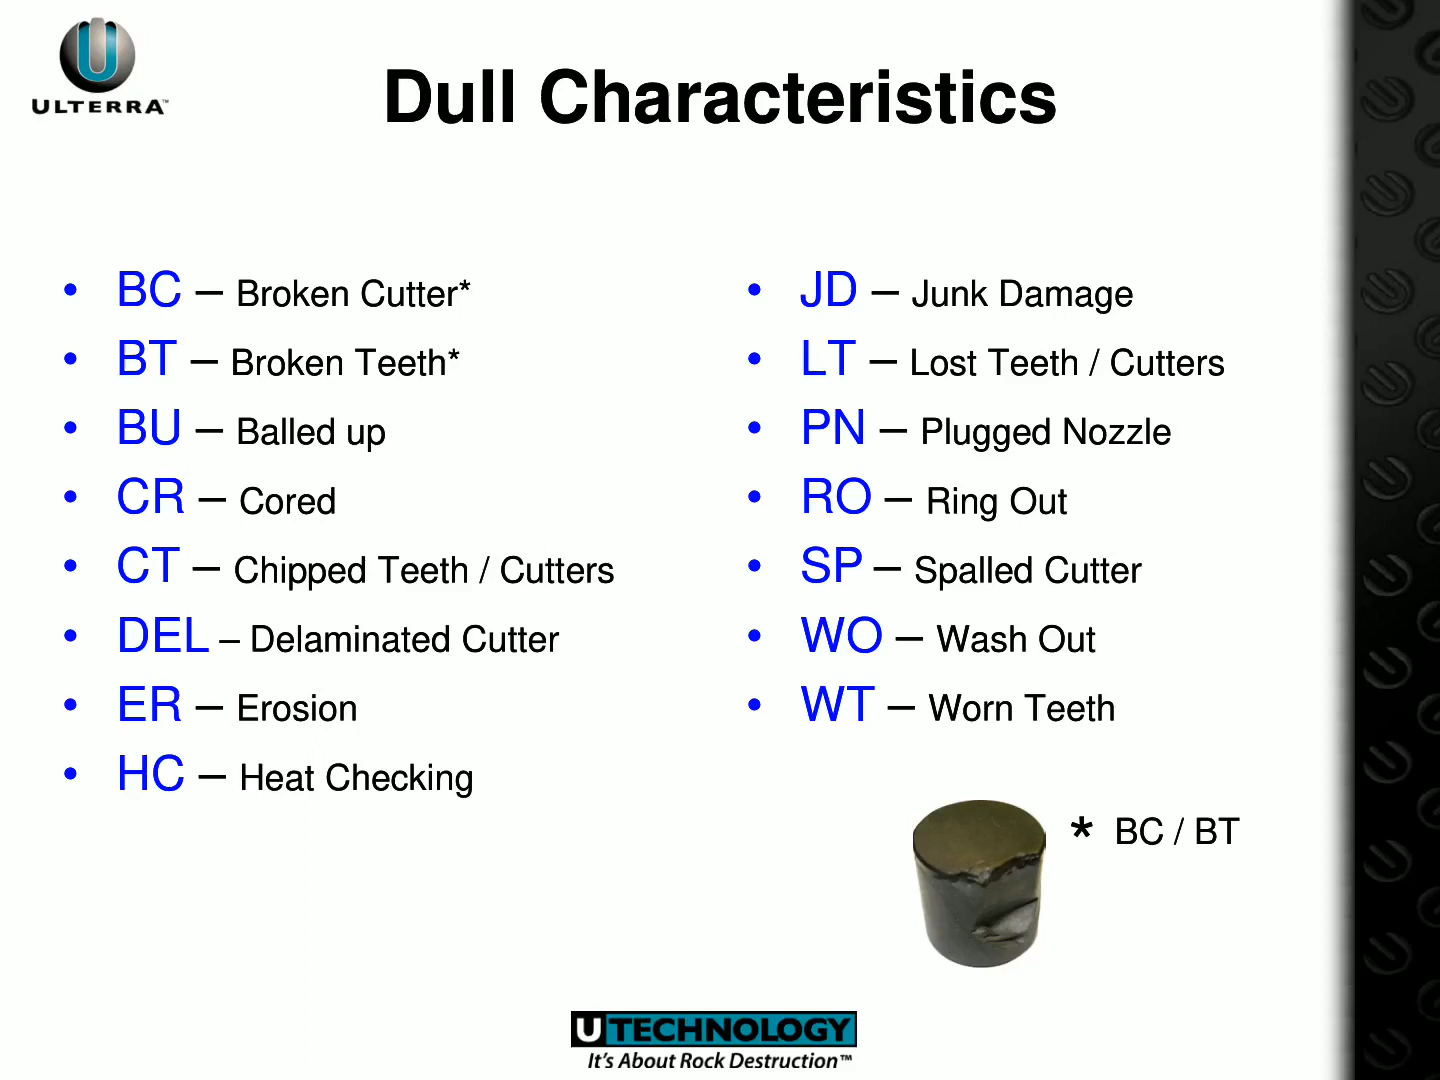 ULTERRA™
Dull Characteristics
• BC – Broken Cutter*
• BT – Broken Teeth*
• BU – Balled up
• CR – Cored
• CT – Chipped Teeth / Cutters
• DEL – Delaminated Cutter
• ER – Erosion
• HC – Heat Checking
• JD – Junk Damage
• LT – Lost Teeth / Cutters
• PN – Plugged Nozzle
• RO – Ring Out
• SP – Spalled Cutter
• WO – Wash Out
• WT – Worn Teeth
* BC / BT
U TECHNOLOGY
It's About Rock Destruction™